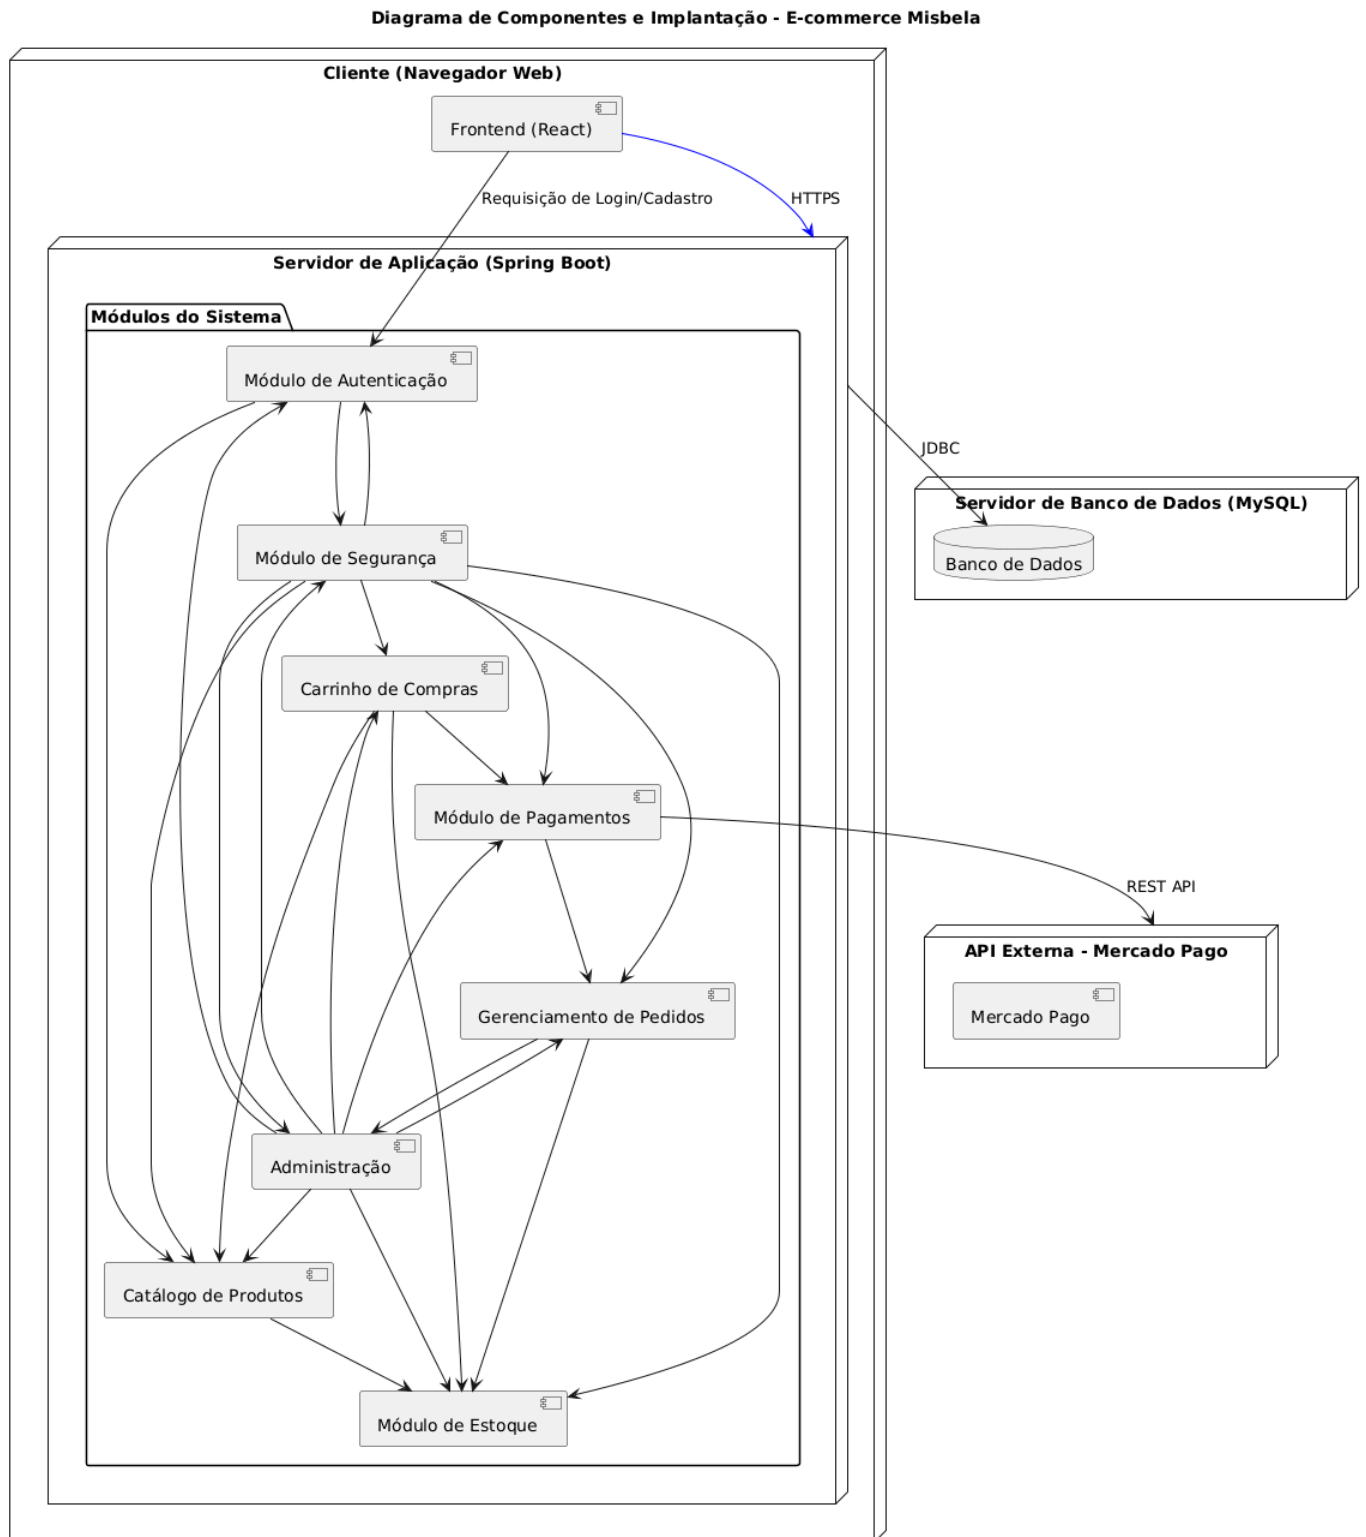 Diagrama de Componentes e Implantação - E-commerce Misbela
Cliente (Navegador Web)
Frontend (React)
Requisição de Login/Cadastro
HTTPS
Servidor de Aplicação (Spring Boot)
Módulos do Sistema
Módulo de Autenticação
JDBC
Servidor de Banco de Dados (MySQL)
Banco de Dados
Módulo de Segurança
Carrinho de Compras
Módulo de Pagamentos
REST API
API Externa - Mercado Pago
Mercado Pago
Gerenciamento de Pedidos
Administração
Catálogo de Produtos
Módulo de Estoque